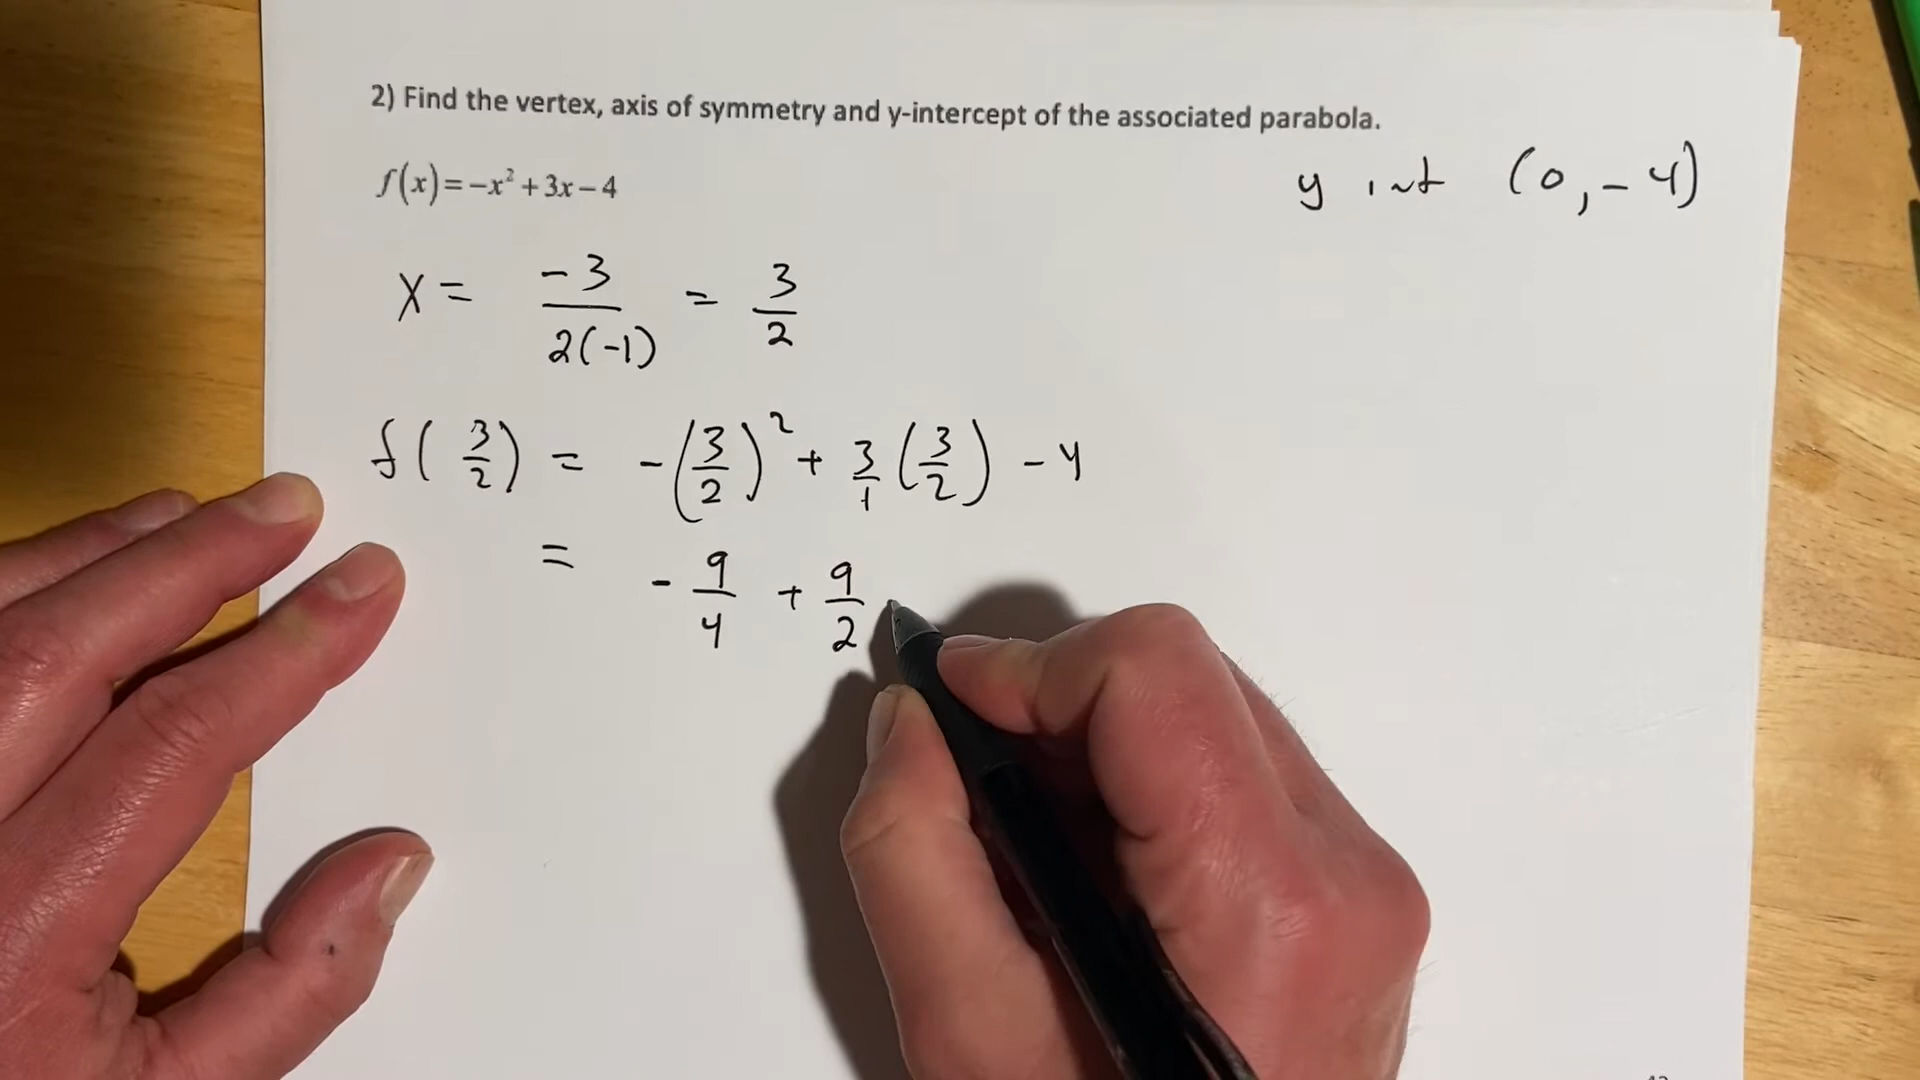 2) Find the vertex, axis of symmetry and y-intercept of the associated parabola.
y int (0, -4)
f(x)=-x²+3x-4
x = -3/2(-1) = 3/2
f(3/2) = -(3/2)² + 3/1(3/2) - 4
= -9/4 + 9/2